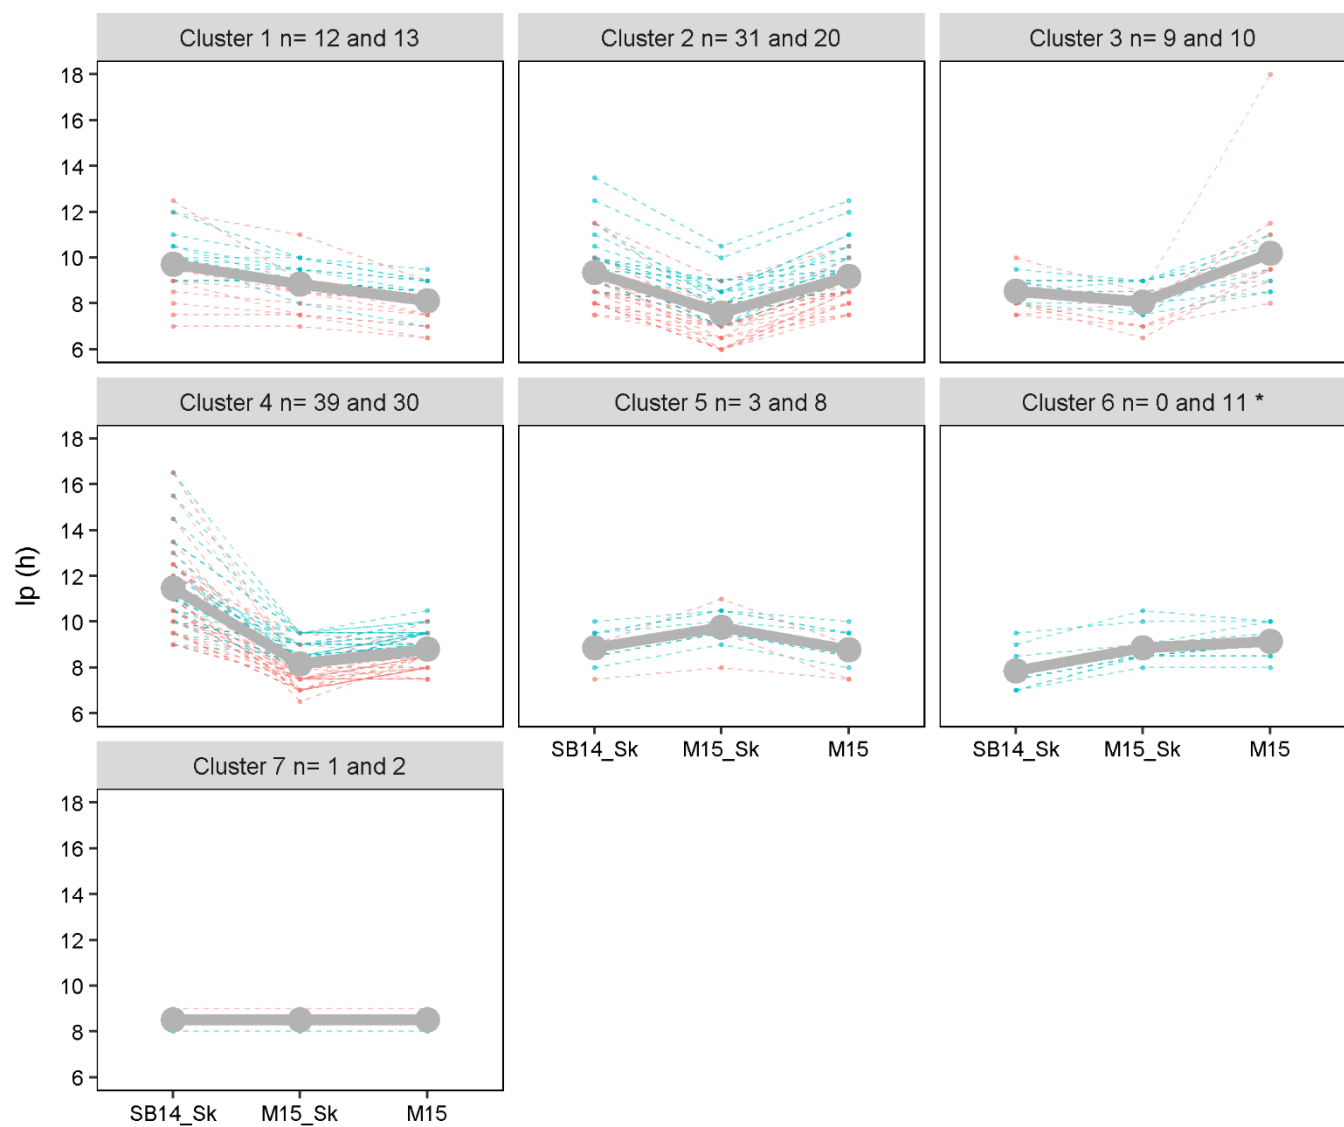 Cluster 1 n= 12 and 13
Cluster 2 n= 31 and 20
Cluster 3 n= 9 and 10
18
16
14
12
10
8
6
Cluster 4 n= 39 and 30
Cluster 5 n= 3 and 8
Cluster 6 n= 0 and 11 *
lp (h)
18
16
14
12
10
8
6
SB14_Sk M15_Sk M15
SB14_Sk M15_Sk M15
Cluster 7 n= 1 and 2
18
16
14
12
10
8
6
SB14_Sk M15_Sk M15